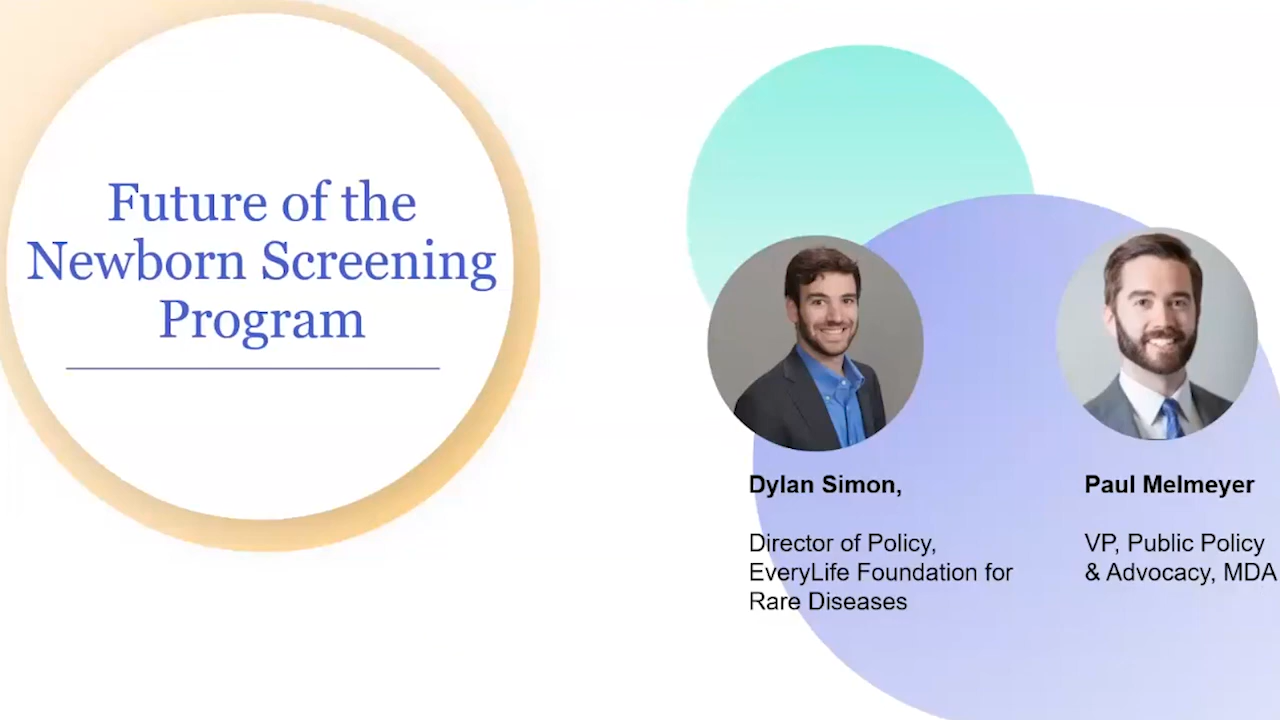 Future of the
Newborn Screening
Program
Dylan Simon,
Director of Policy,
EveryLife Foundation for
Rare Diseases
Paul Melmeyer
VP, Public Policy
& Advocacy, MDA